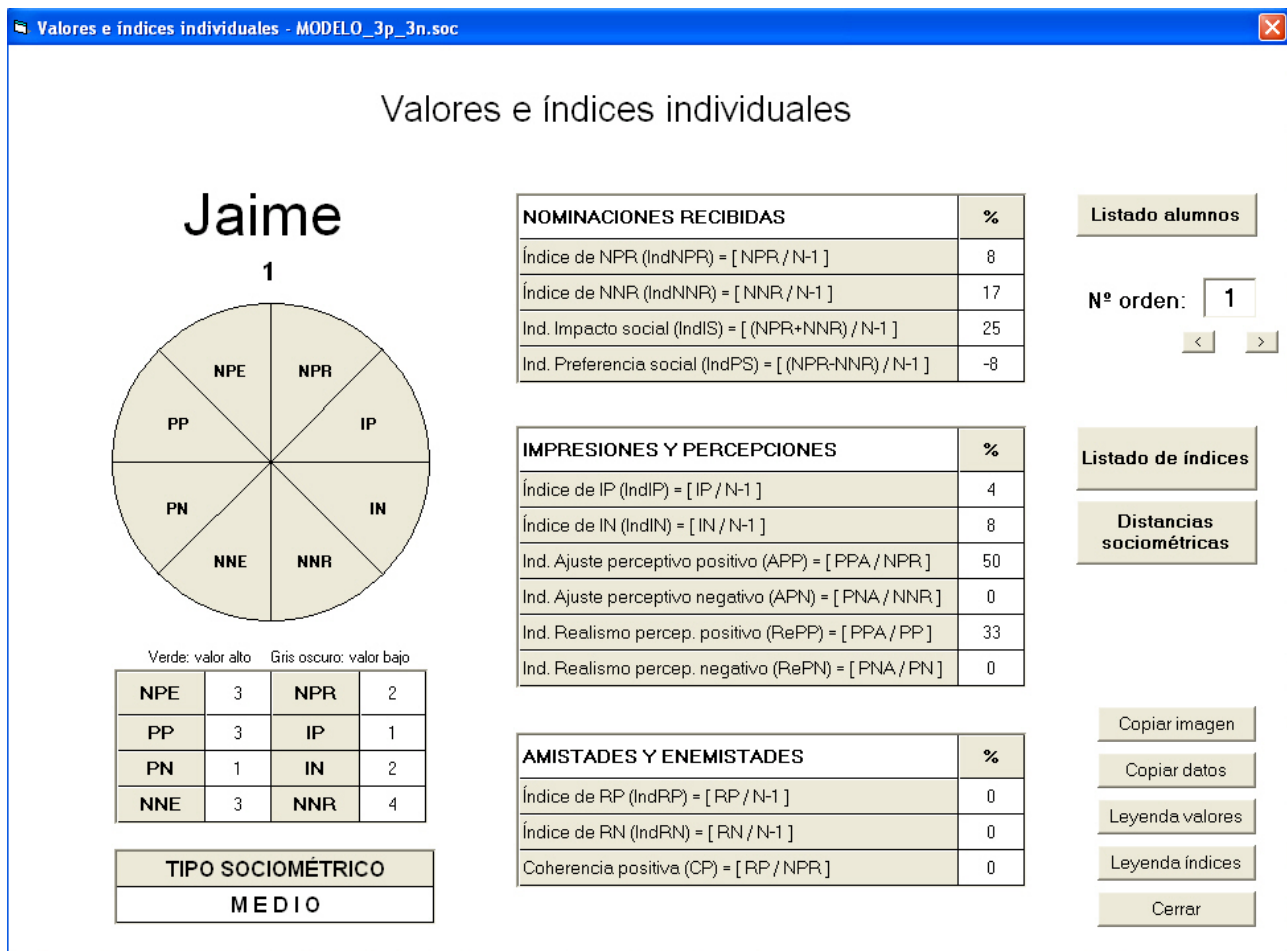 Valores e índices individuales - MODELO_3p_3n.soc
Valores e índices individuales
Jaime
1
NPE NPR
PP IP
PN IN
NNE NNR
Verde: valor alto Gris oscuro: valor bajo
NPE 3 NPR 2
PP 3 IP 1
PN 1 IN 2
NNE 3 NNR 4
TIPO SOCIOMÉTRICO
MEDIO
NOMINACIONES RECIBIDAS %
Índice de NPR (IndNPR) = [ NPR / N-1 ] 8
Índice de NNR (IndNNR) = [ NNR / N-1 ] 17
Ind. Impacto social (IndIS) = [ (NPR+NNR) / N-1 ] 25
Ind. Preferencia social (IndPS) = [ (NPR-NNR) / N-1 ] -8
IMPRESIONES Y PERCEPCIONES %
Índice de IP (IndIP) = [ IP / N-1 ] 4
Índice de IN (IndIN) = [ IN / N-1 ] 8
Ind. Ajuste perceptivo positivo (APP) = [ PPA / NPR ] 50
Ind. Ajuste perceptivo negativo (APN) = [ PNA / NNR ] 0
Ind. Realismo percep. positivo (RePP) = [ PPA / PP ] 33
Ind. Realismo percep. negativo (RePN) = [ PNA / PN ] 0
AMISTADES Y ENEMISTADES %
Índice de RP (IndRP) = [ RP / N-1 ] 0
Índice de RN (IndRN) = [ RN / N-1 ] 0
Coherencia positiva (CP) = [ RP / NPR ] 0
Listado alumnos
Nº orden: 1
< >
Listado de índices
Distancias
sociométricas
Copiar imagen
Copiar datos
Leyenda valores
Leyenda índices
Cerrar